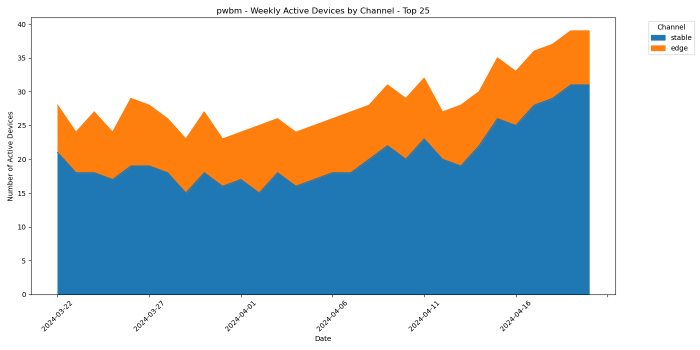 pwbm - Weekly Active Devices by Channel - Top 25
Channel
stable
edge
Number of Active Devices
40
35
30
25
20
15
10
5
0
2024-03-22
2024-03-27
2024-04-01
2024-04-06
2024-04-11
2024-04-16
Date